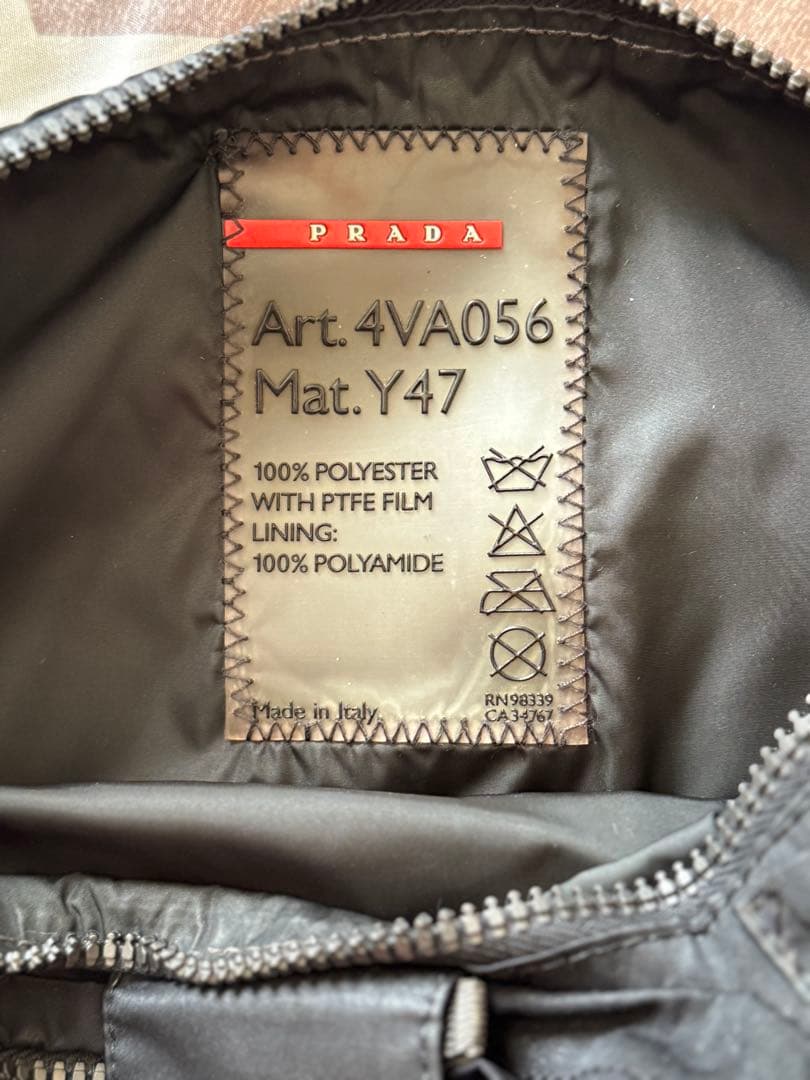 PRADA
Art. 4VA056
Mat. Y47
100% POLYESTER
WITH PTFE FILM
LINING:
100% POLYAMIDE
Made in Italy
RN 98339
CA 34767